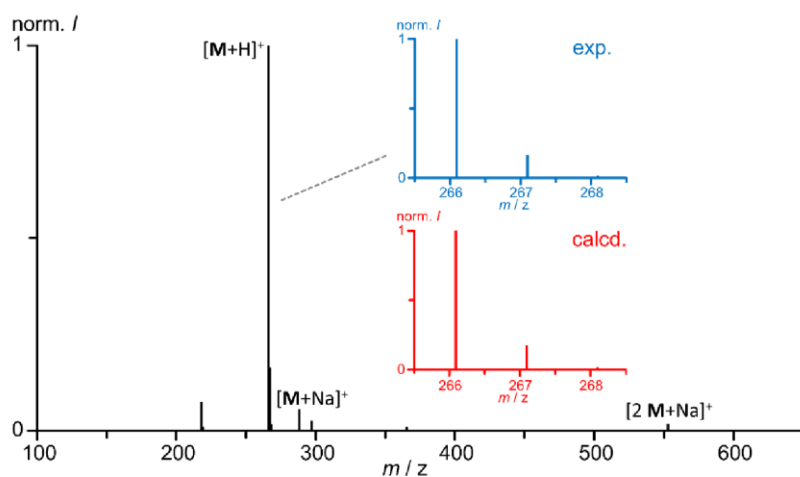 norm. I
1
[M+H]⁺
[M+Na]⁺
[2 M+Na]⁺
0
100 200 300 400 500 600
m / z
norm. I
1
exp.
0
266 267 268
m / z
norm. I
1
calcd.
0
266 267 268
m / z